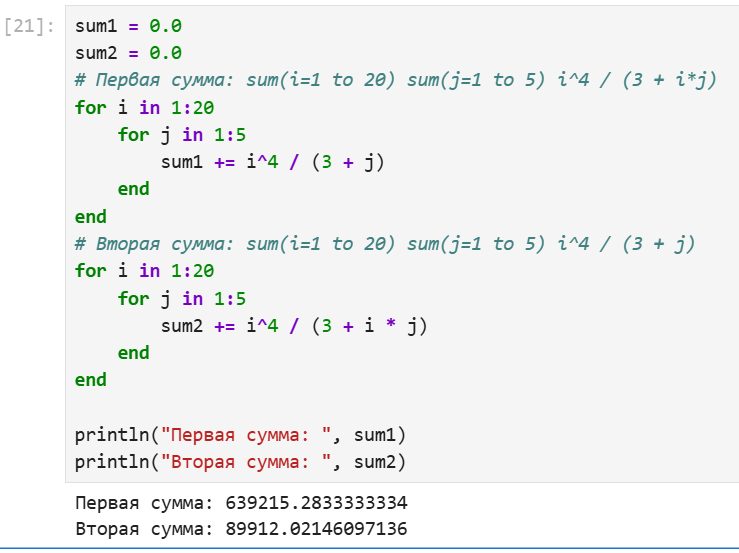 [21]: sum1 = 0.0
sum2 = 0.0
# Первая сумма: sum(i=1 to 20) sum(j=1 to 5) i^4 / (3 + i*j)
for i in 1:20
    for j in 1:5
        sum1 += i^4 / (3 + j)
    end
end
# Вторая сумма: sum(i=1 to 20) sum(j=1 to 5) i^4 / (3 + j)
for i in 1:20
    for j in 1:5
        sum2 += i^4 / (3 + i * j)
    end
end
println("Первая сумма: ", sum1)
println("Вторая сумма: ", sum2)
Первая сумма: 639215.2833333334
Вторая сумма: 89912.02146097136